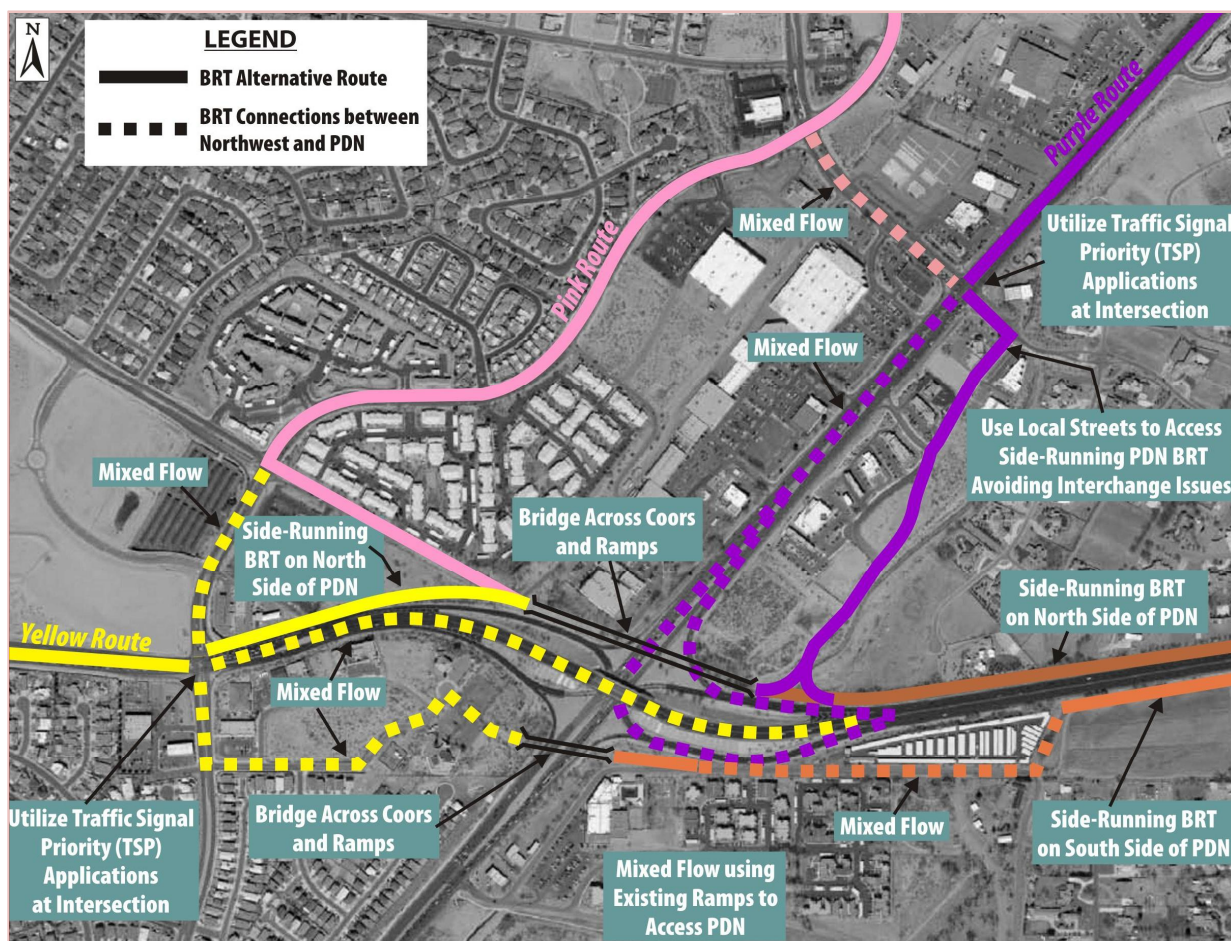 N
LEGEND
BRT Alternative Route
BRT Connections between
Northwest and PDN
Purple Route
Mixed Flow
Utilize Traffic Signal
Priority (TSP)
Applications
at Intersection
Pink Route
Mixed Flow
Use Local Streets to Access
Side-Running PDN BRT
Avoiding Interchange Issues
Mixed Flow
Side-Running
BRT on North
Side of PDN
Bridge Across Coors
and Ramps
Side-Running BRT
on North Side of PDN
Yellow Route
Mixed Flow
Utilize Traffic Signal
Priority (TSP)
Applications
at Intersection
Bridge Across Coors
and Ramps
Mixed Flow using
Existing Ramps to
Access PDN
Mixed Flow
Side-Running BRT
on South Side of PDN